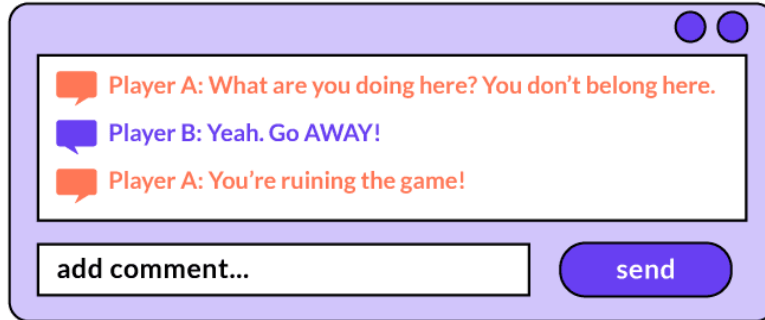 Player A: What are you doing here? You don’t belong here.
Player B: Yeah. Go AWAY!
Player A: You’re ruining the game!
add comment...
send